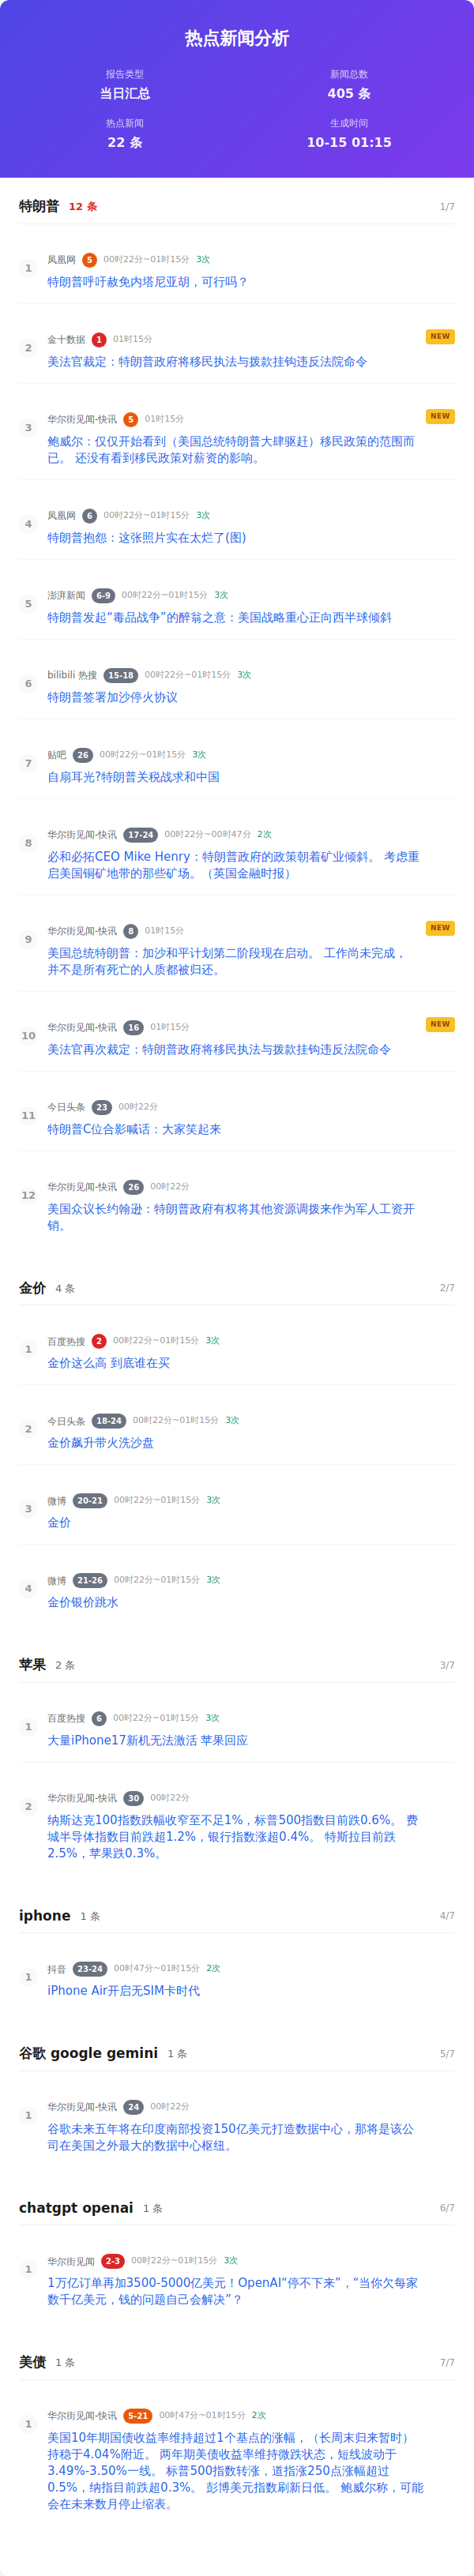 热点新闻分析
报告类型
当日汇总
新闻总数
405 条
热点新闻
22 条
生成时间
10-15 01:15
特朗普 12 条 1/7
1
凤凰网 5 00时22分~01时15分 3次
特朗普呼吁赦免内塔尼亚胡，可行吗？
2
金十数据 1 01时15分 NEW
美法官裁定：特朗普政府将移民执法与拨款挂钩违反法院命令
3
华尔街见闻-快讯 5 01时15分 NEW
鲍威尔：仅仅开始看到（美国总统特朗普大肆驱赶）移民政策的范围而
已。 还没有看到移民政策对薪资的影响。
4
凤凰网 6 00时22分~01时15分 3次
特朗普抱怨：这张照片实在太烂了(图)
5
澎湃新闻 6-9 00时22分~01时15分 3次
特朗普发起“毒品战争”的醉翁之意：美国战略重心正向西半球倾斜
6
bilibili 热搜 15-18 00时22分~01时15分 3次
特朗普签署加沙停火协议
7
贴吧 26 00时22分~01时15分 3次
自扇耳光?特朗普关税战求和中国
8
华尔街见闻-快讯 17-24 00时22分~00时47分 2次
必和必拓CEO Mike Henry：特朗普政府的政策朝着矿业倾斜。 考虑重
启美国铜矿地带的那些矿场。（英国金融时报）
9
华尔街见闻-快讯 8 01时15分 NEW
美国总统特朗普：加沙和平计划第二阶段现在启动。 工作尚未完成，
并不是所有死亡的人质都被归还。
10
华尔街见闻-快讯 16 01时15分 NEW
美法官再次裁定：特朗普政府将移民执法与拨款挂钩违反法院命令
11
今日头条 23 00时22分
特朗普C位合影喊话：大家笑起来
12
华尔街见闻-快讯 26 00时22分
美国众议长约翰逊：特朗普政府有权将其他资源调拨来作为军人工资开
销。
金价 4 条 2/7
1
百度热搜 2 00时22分~01时15分 3次
金价这么高 到底谁在买
2
今日头条 18-24 00时22分~01时15分 3次
金价飙升带火洗沙盘
3
微博 20-21 00时22分~01时15分 3次
金价
4
微博 21-26 00时22分~01时15分 3次
金价银价跳水
苹果 2 条 3/7
1
百度热搜 6 00时22分~01时15分 3次
大量iPhone17新机无法激活 苹果回应
2
华尔街见闻-快讯 30 00时22分
纳斯达克100指数跌幅收窄至不足1%，标普500指数目前跌0.6%。 费
城半导体指数目前跌超1.2%，银行指数涨超0.4%。 特斯拉目前跌
2.5%，苹果跌0.3%。
iphone 1 条 4/7
1
抖音 23-24 00时47分~01时15分 2次
iPhone Air开启无SIM卡时代
谷歌 google gemini 1 条 5/7
1
华尔街见闻-快讯 24 00时22分
谷歌未来五年将在印度南部投资150亿美元打造数据中心，那将是该公
司在美国之外最大的数据中心枢纽。
chatgpt openai 1 条 6/7
1
华尔街见闻 2-3 00时22分~01时15分 3次
1万亿订单再加3500-5000亿美元！OpenAI“停不下来”，“当你欠每家
数千亿美元，钱的问题自己会解决”？
美债 1 条 7/7
1
华尔街见闻-快讯 5-21 00时47分~01时15分 2次
美国10年期国债收益率维持超过1个基点的涨幅，（长周末归来暂时）
持稳于4.04%附近。 两年期美债收益率维持微跌状态，短线波动于
3.49%-3.50%一线。 标普500指数转涨，道指涨250点涨幅超过
0.5%，纳指目前跌超0.3%。 彭博美元指数刷新日低。 鲍威尔称，可能
会在未来数月停止缩表。